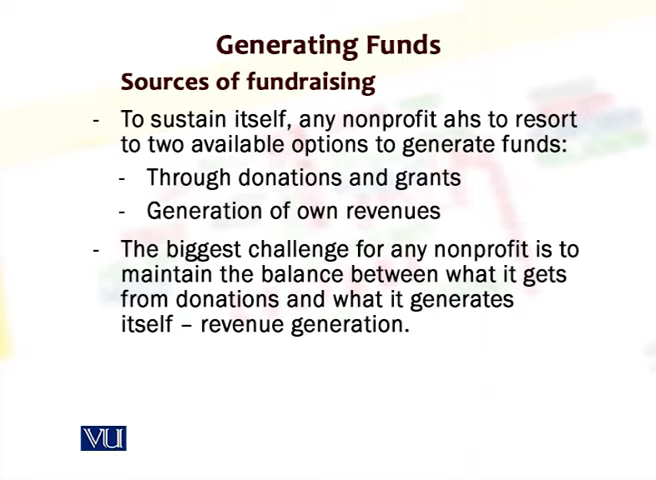 Generating Funds
Sources of fundraising
- To sustain itself, any nonprofit ahs to resort
to two available options to generate funds:
- Through donations and grants
- Generation of own revenues
- The biggest challenge for any nonprofit is to
maintain the balance between what it gets
from donations and what it generates
itself – revenue generation.
VU